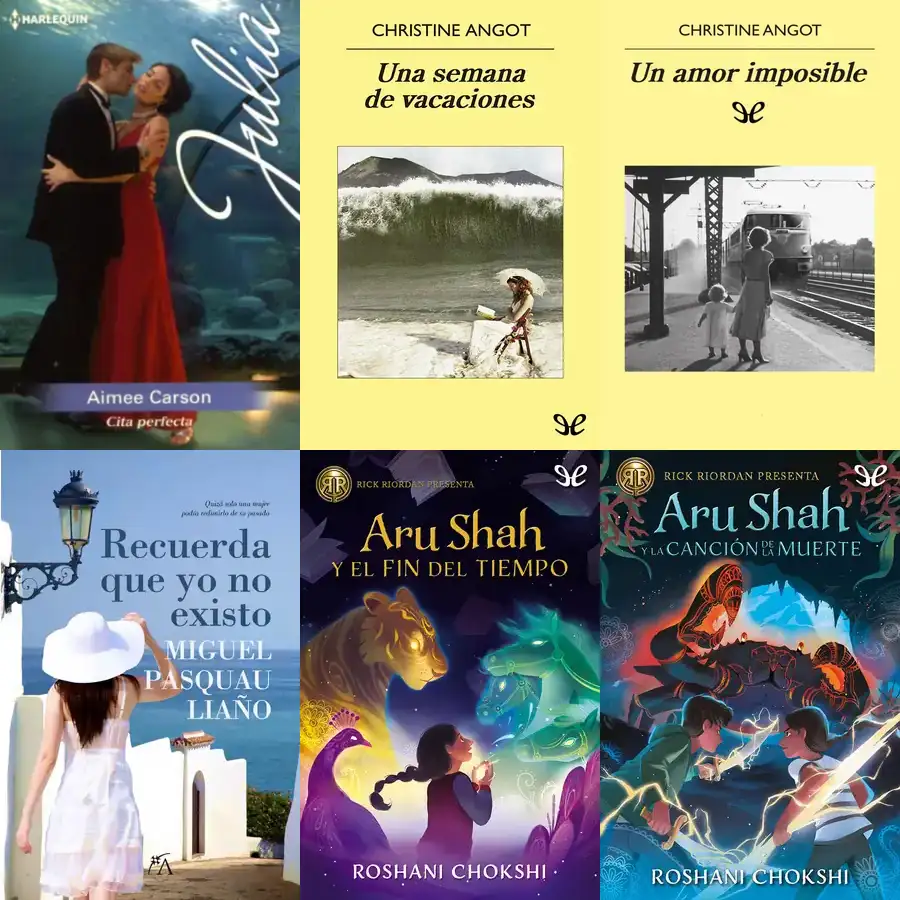 HARLEQUIN
Julia
Aimee Carson
Cita perfecta
CHRISTINE ANGOT
Una semana
de vacaciones
CHRISTINE ANGOT
Un amor imposible
Quizá solo una mujer
podía redimirlo de su pasado
Recuerda
que yo no
existo
MIGUEL
PASQUAU
LIAÑO
RR
RICK RIORDAN PRESENTA
Aru Shah
Y EL FIN DEL TIEMPO
ROSHANI CHOKSHI
RR
RICK RIORDAN PRESENTA
Aru Shah
Y LA CANCIÓN DE LA MUERTE
ROSHANI CHOKSHI